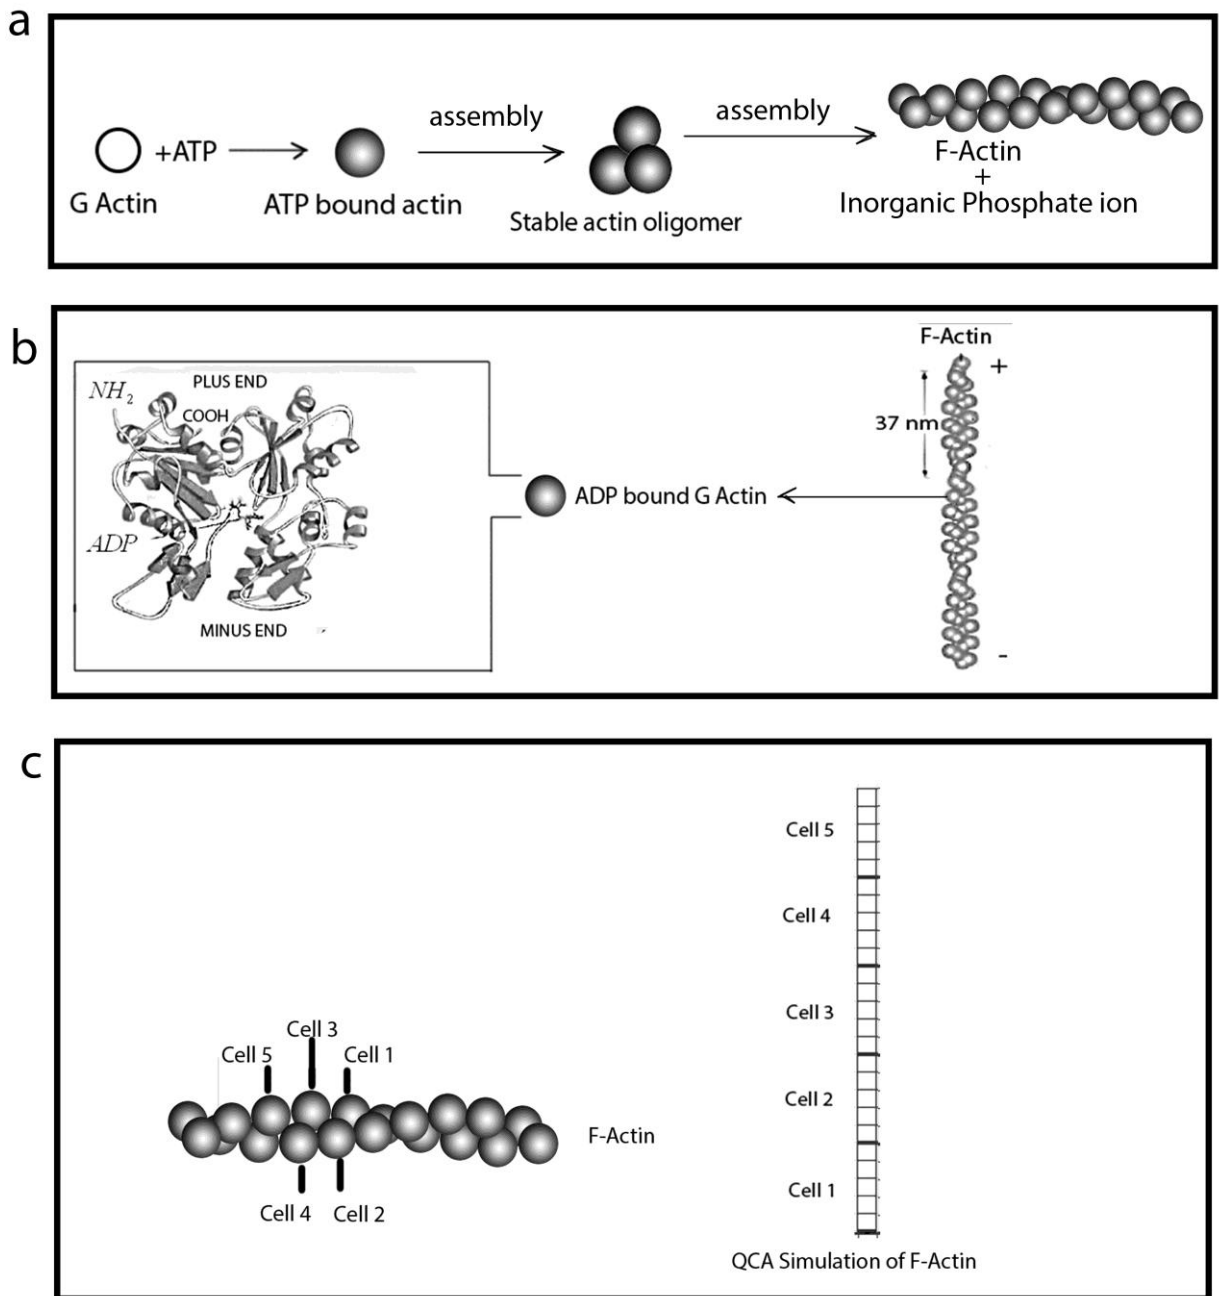 a
G Actin
+ATP
ATP bound actin
assembly
Stable actin oligomer
assembly
F-Actin
+
Inorganic Phosphate ion
b
NH2
PLUS END
COOH
ADP
MINUS END
ADP bound G Actin
F-Actin
+
37 nm
-
c
Cell 3
Cell 5
Cell 1
F-Actin
Cell 4
Cell 2
Cell 5
Cell 4
Cell 3
Cell 2
Cell 1
QCA Simulation of F-Actin